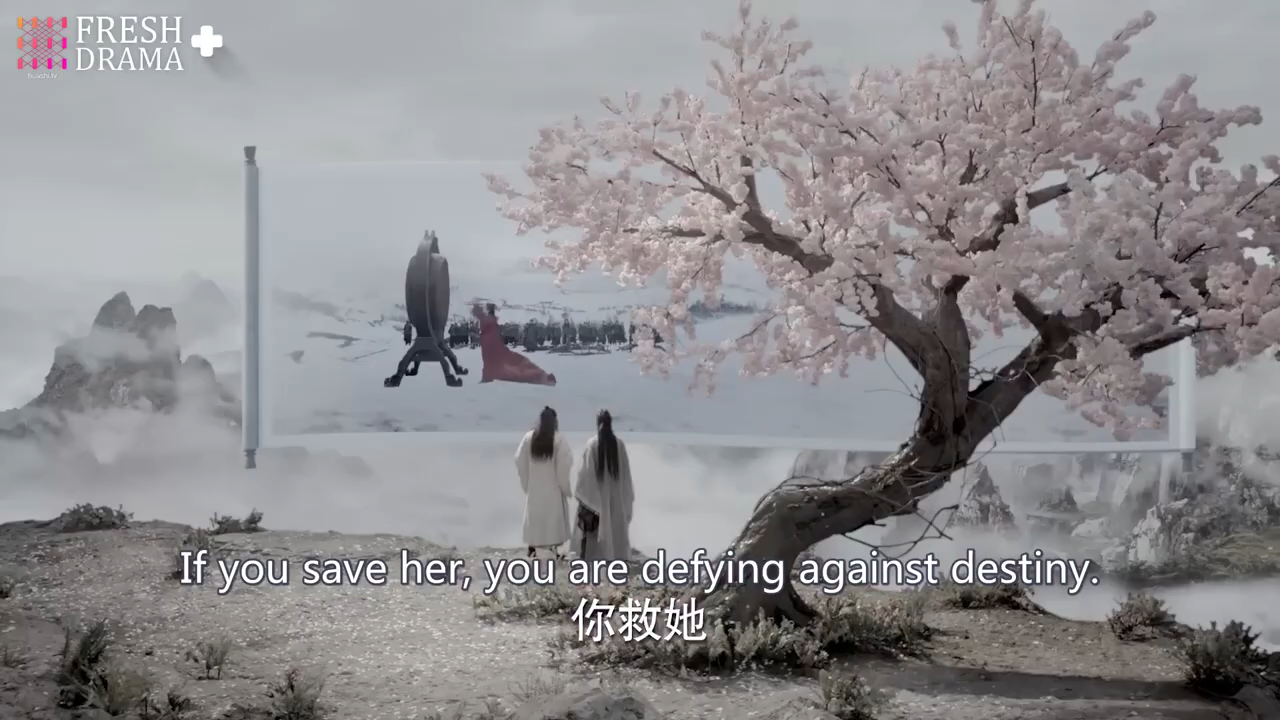 FRESH
DRAMA
If you save her, you are defying against destiny.
你救她